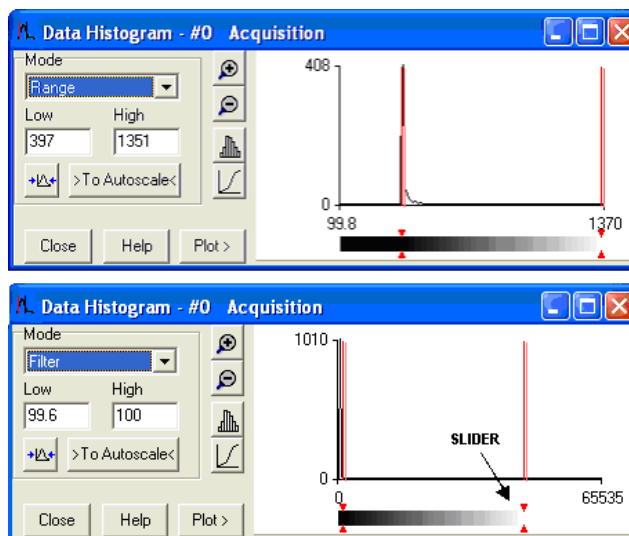 Data Histogram - #0 Acquisition
Mode
Range
Low High
397 1351
>To Autoscale<
Close Help Plot >
408
0
99.8 1370
Data Histogram - #0 Acquisition
Mode
Filter
Low High
99.6 100
>To Autoscale<
Close Help Plot >
1010
SLIDER
0
0 65535